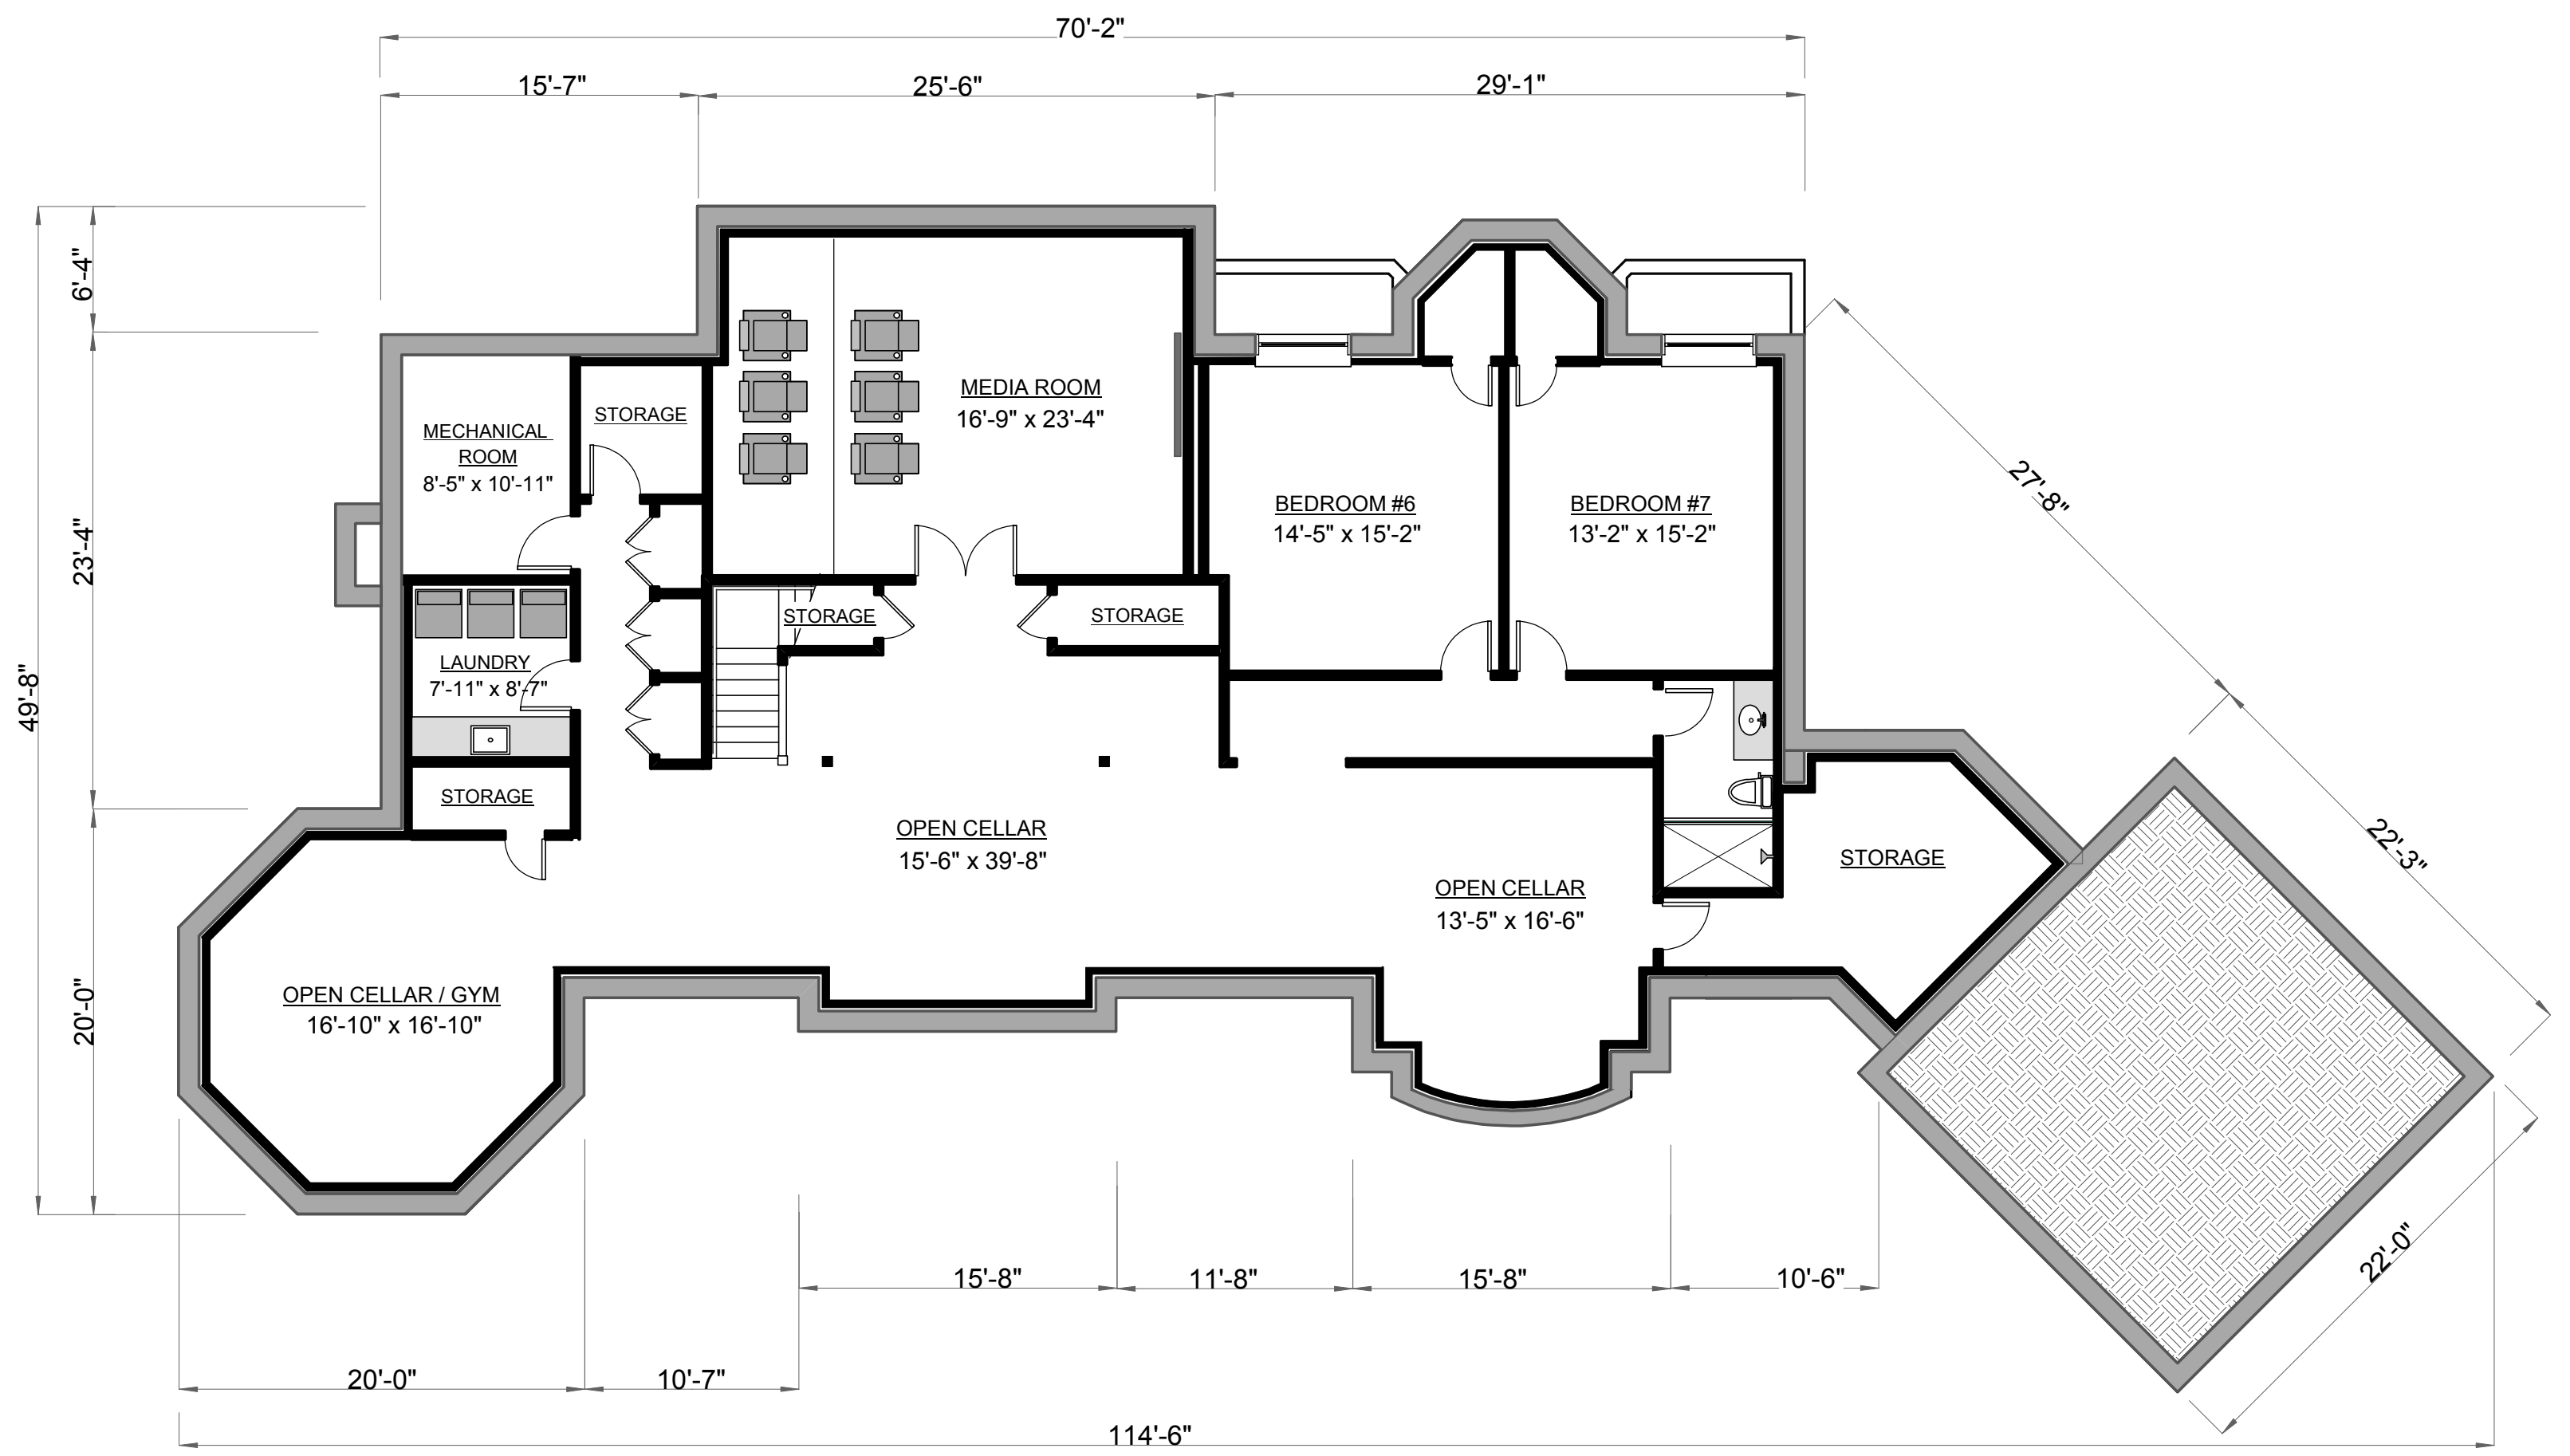 70'-2"
15'-7"
25'-6"
29'-1"
6'-4"
23'-4"
49'-8"
20'-0"
MECHANICAL
ROOM
8'-5" x 10'-11"
STORAGE
MEDIA ROOM
16'-9" x 23'-4"
BEDROOM #6
14'-5" x 15'-2"
BEDROOM #7
13'-2" x 15'-2"
27'-8"
STORAGE
STORAGE
LAUNDRY
7'-11" x 8'-7"
STORAGE
OPEN CELLAR
15'-6" x 39'-8"
OPEN CELLAR
13'-5" x 16'-6"
STORAGE
22'-3"
OPEN CELLAR / GYM
16'-10" x 16'-10"
22'-0"
15'-8"
11'-8"
15'-8"
10'-6"
20'-0"
10'-7"
114'-6"